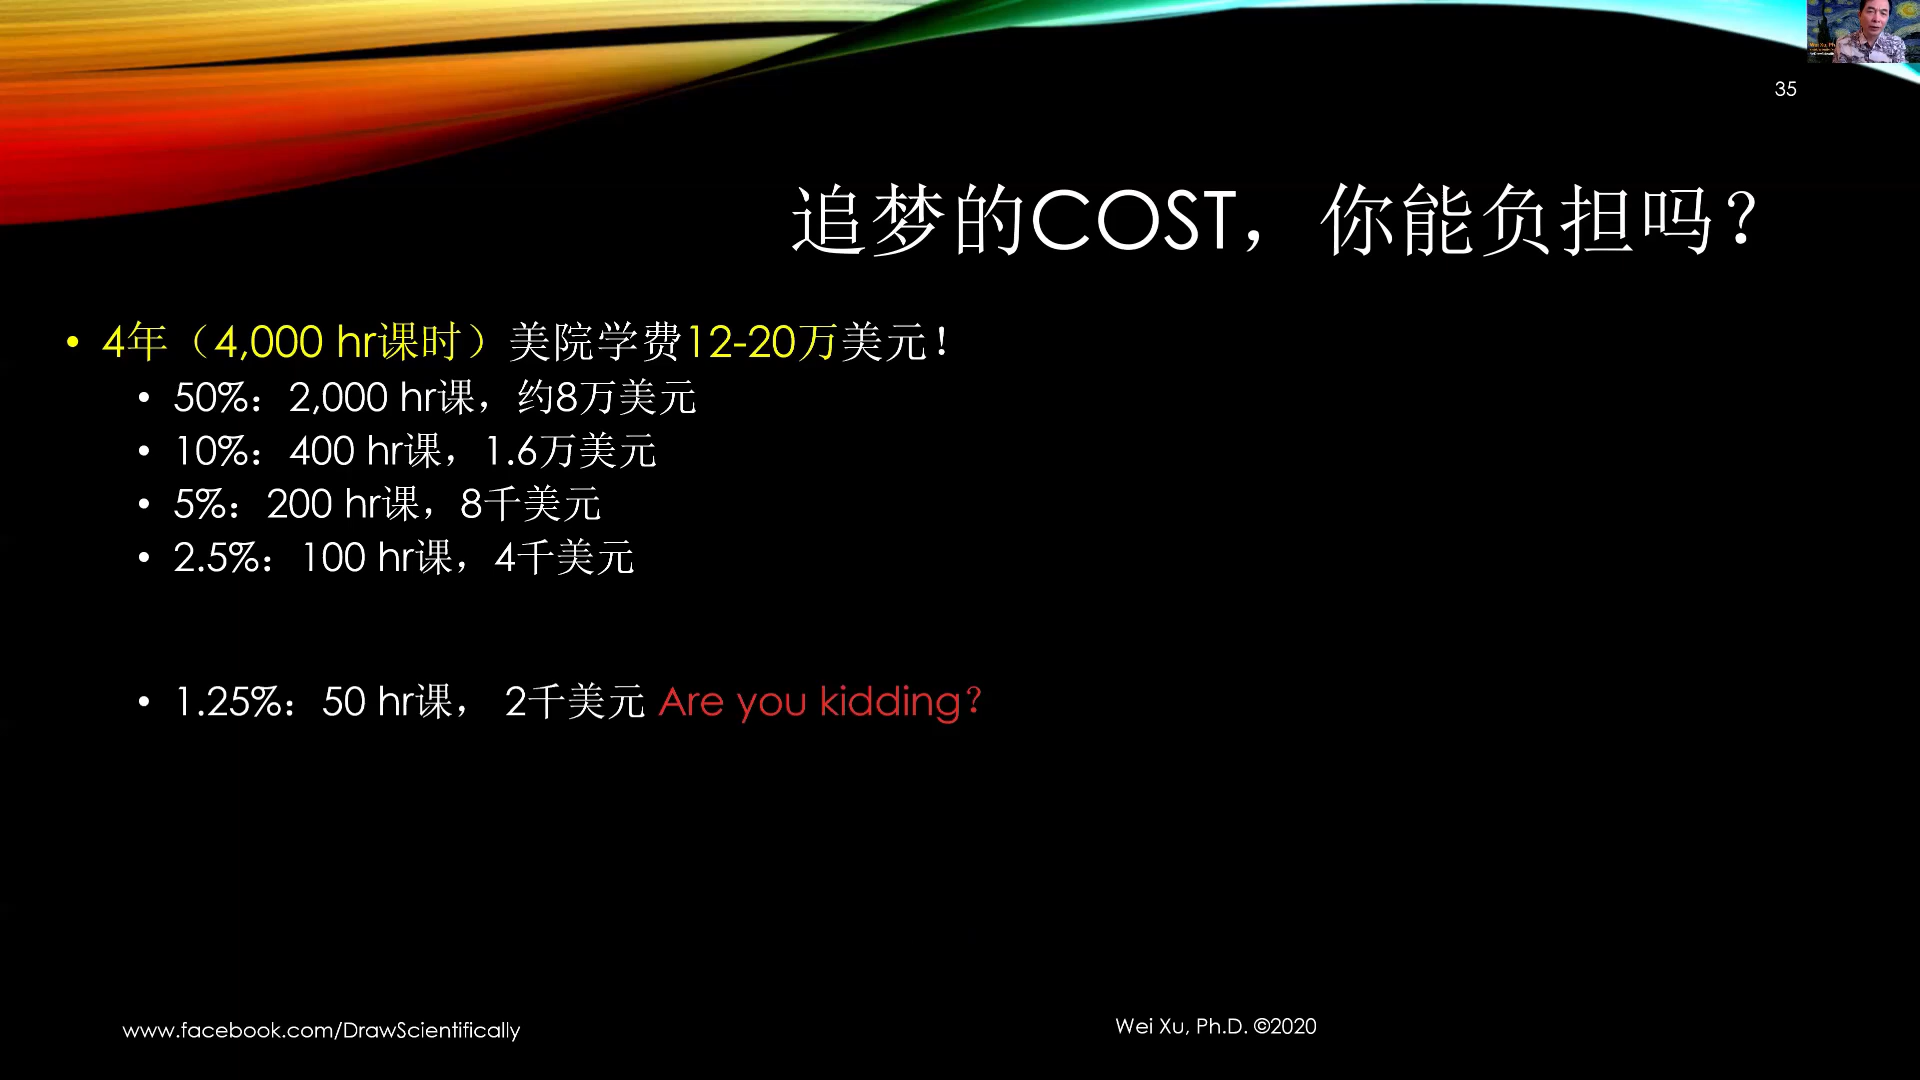 35
追梦的COST，你能负担吗？
• 4年（4,000 hr课时）美院学费12-20万美元！
• 50%：2,000 hr课，约8万美元
• 10%：400 hr课，1.6万美元
• 5%：200 hr课，8千美元
• 2.5%：100 hr课，4千美元
• 1.25%：50 hr课， 2千美元 Are you kidding？
www.facebook.com/DrawScientifically
Wei Xu, Ph.D. ©2020